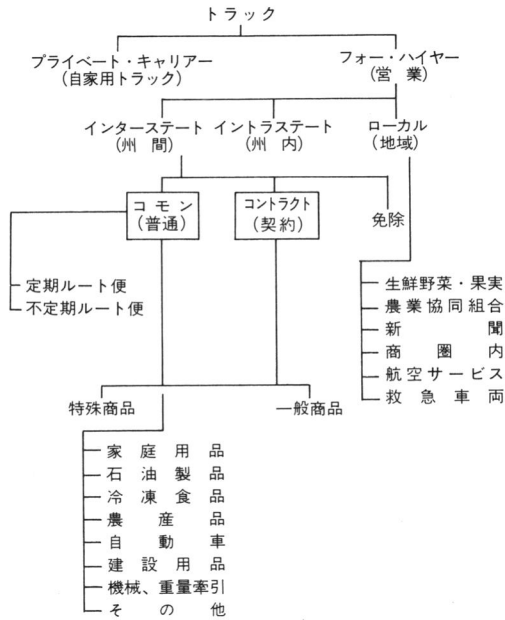 トラック
プライベート・キャリアー
(自家用トラック)
フォー・ハイヤー
(営業)
インターステート
(州間)
イントラステート
(州内)
ローカル
(地域)
コモン
(普通)
コントラクト
(契約)
免除
定期ルート便
不定期ルート便
生鮮野菜・果実
農業協同組合
新聞
商圏内
航空サービス
救急車両
特殊商品
一般商品
家庭用品
石油製品
冷凍食品
農産品
自動車
建設用品
機械、重量牽引
その他